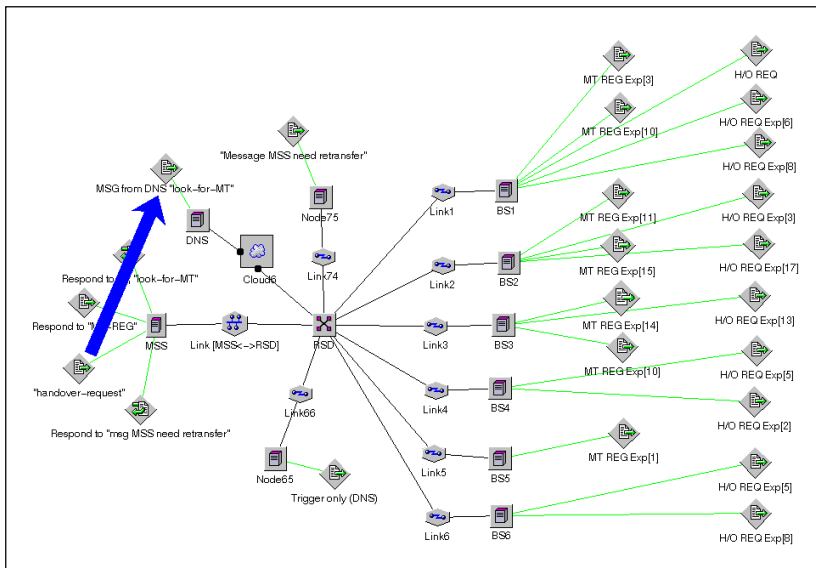 MT REG Exp[3]
H/O REQ
MT REG Exp[10]
H/O REQ Exp[6]
"Message MSS need retransfer"
H/O REQ Exp[8]
MSG from DNS "look-for-MT"
Node75
Link1
BS1
MT REG Exp[11]
H/O REQ Exp[3]
DNS
Cloud6
Link74
Link2
BS2
MT REG Exp[15]
H/O REQ Exp[17]
Respond to "look-for-MT"
Respond to -REG"
MSS
Link [MSS<->RSD]
RSD
Link3
BS3
MT REG Exp[14]
H/O REQ Exp[13]
"handover-request"
MT REG Exp[10]
H/O REQ Exp[5]
Link66
Link4
BS4
Respond to "msg MSS need retransfer"
H/O REQ Exp[2]
Node65
Trigger only (DNS)
Link5
BS5
MT REG Exp[1]
H/O REQ Exp[5]
Link6
BS6
H/O REQ Exp[8]